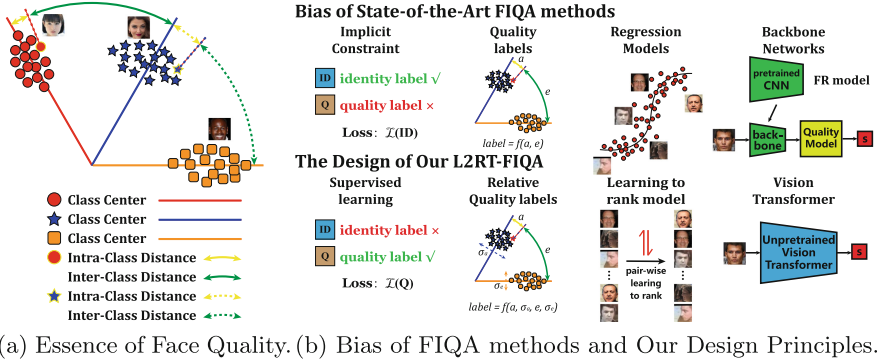 Bias of State-of-the-Art FIQA methods
Implicit
Constraint
ID identity label √
Q quality label ×
Loss: ℒ(ID)
Quality
labels
a
e
label = f(a, e)
Regression
Models
Backbone
Networks
pretrained
CNN
FR model
back-
bone
Quality
Model
s
The Design of Our L2RT-FIQA
Supervised
learning
ID identity label ×
Q quality label √
Loss: ℒ(Q)
Relative
Quality labels
a
e
σₐ
σₑ
label = f(a, σₐ, e, σₑ)
Learning to
rank model
pair-wise
learing
to rank
Vision
Transformer
Unpretrained
Vision
Transformer
s
Class Center
Class Center
Class Center
Intra-Class Distance
Inter-Class Distance
Intra-Class Distance
Inter-Class Distance
(a) Essence of Face Quality. (b) Bias of FIQA methods and Our Design Principles.